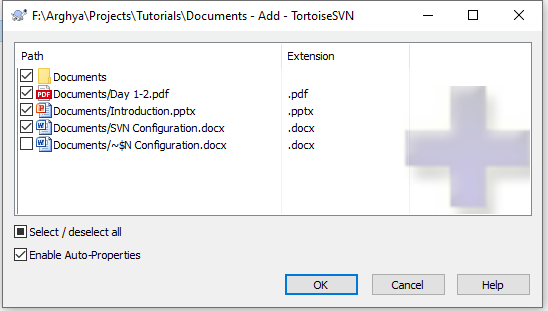 F:\Arghya\Projects\Tutorials\Documents - Add - TortoiseSVN
Path Extension
Documents
PDF Documents/Day 1-2.pdf .pdf
P Documents/Introduction.pptx .pptx
W Documents/SVN Configuration.docx .docx
W Documents/~$N Configuration.docx .docx
Select / deselect all
Enable Auto-Properties
OK Cancel Help